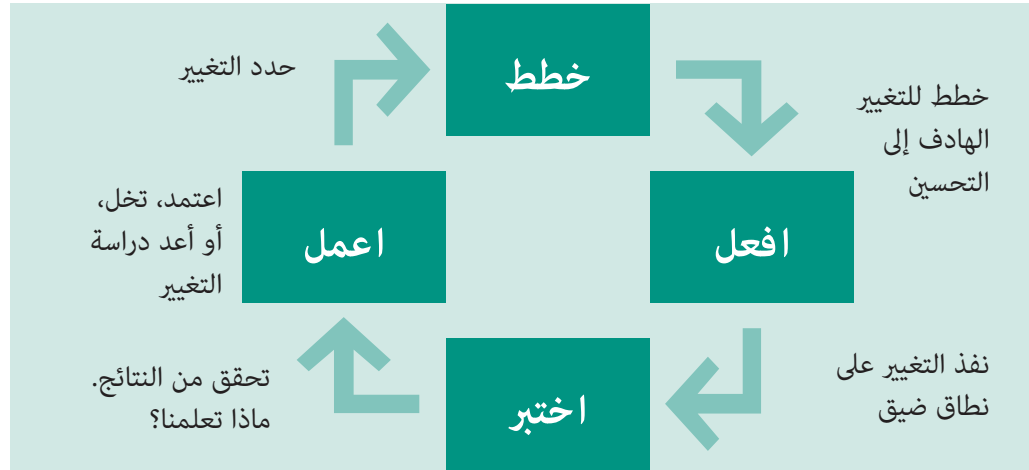 خطط
حدد التغيير
خطط للتغيير
الهادف إلى
التحسين
افعل
اعمل
اعتمد، تخل،
أو أعد دراسة
التغيير
نفذ التغيير على
نطاق ضيق
اختبر
تحقق من النتائج.
ماذا تعلمنا؟